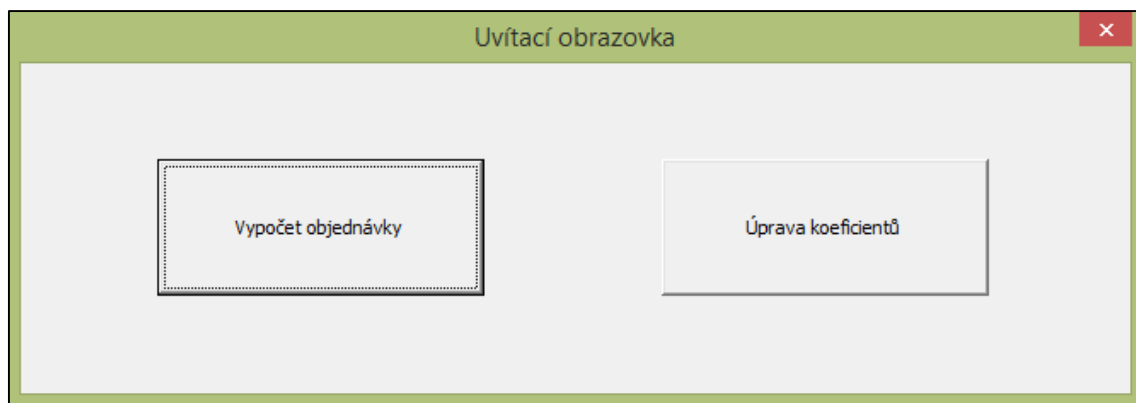 Uvítací obrazovka
Vypočet objednávky
Úprava koeficientů